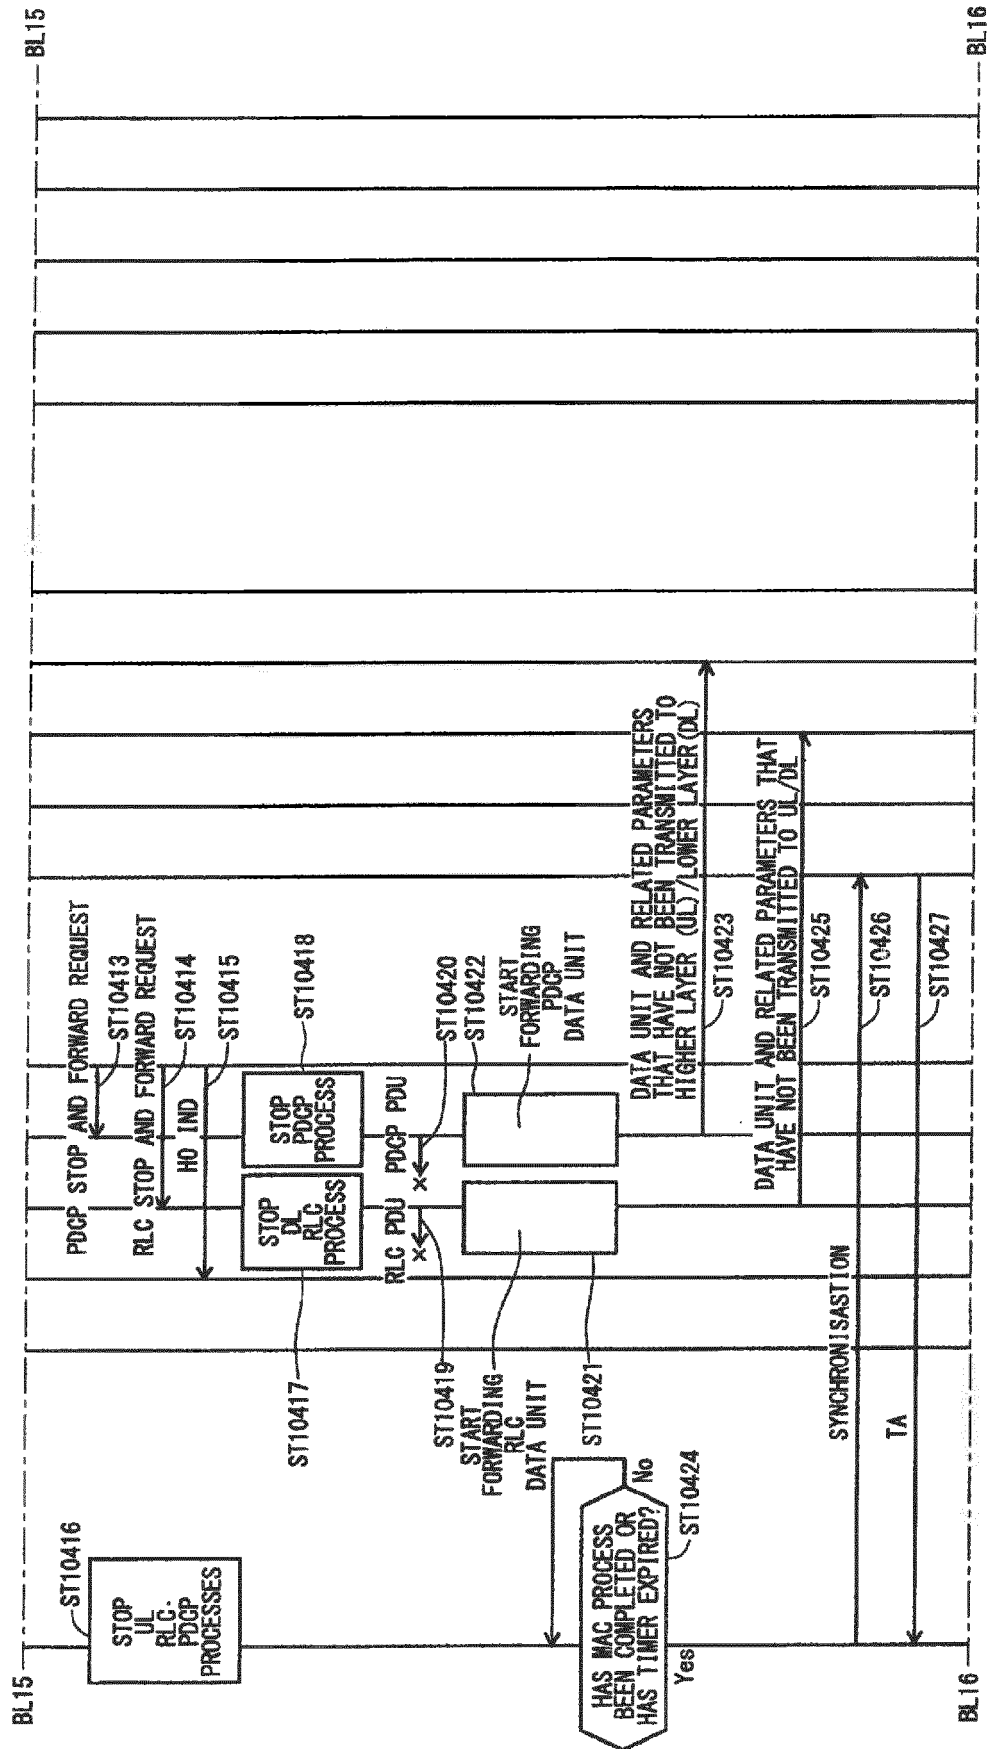 BL15
BL15
PDCP STOP AND FORWARD REQUEST
ST10413
ST10416
STOP
UL
RLC.
PDCP
PROCESSES
RLC STOP AND FORWARD REQUEST
ST10414
HO IND
ST10415
ST10417
STOP
DL
RLC
PROCESS
STOP
PDCP
PROCESS
ST10418
RLC PDU
PDCP PDU
×
×
ST10419
ST10420
START
FORWARDING
RLC
DATA UNIT
ST10422
START
FORWARDING
PDCP
DATA UNIT
ST10421
HAS MAC PROCESS
BEEN COMPLETED OR
HAS TIMER EXPIRED?
No
Yes
ST10424
DATA UNIT AND RELATED PARAMETERS
THAT HAVE NOT BEEN TRANSMITTED TO
HIGHER LAYER (UL)/LOWER LAYER(DL)
ST10423
DATA UNIT AND RELATED PARAMETERS THAT
HAVE NOT BEEN TRANSMITTED TO UL/DL
ST10425
SYNCHRONISASTION
ST10426
TA
ST10427
BL16
BL16